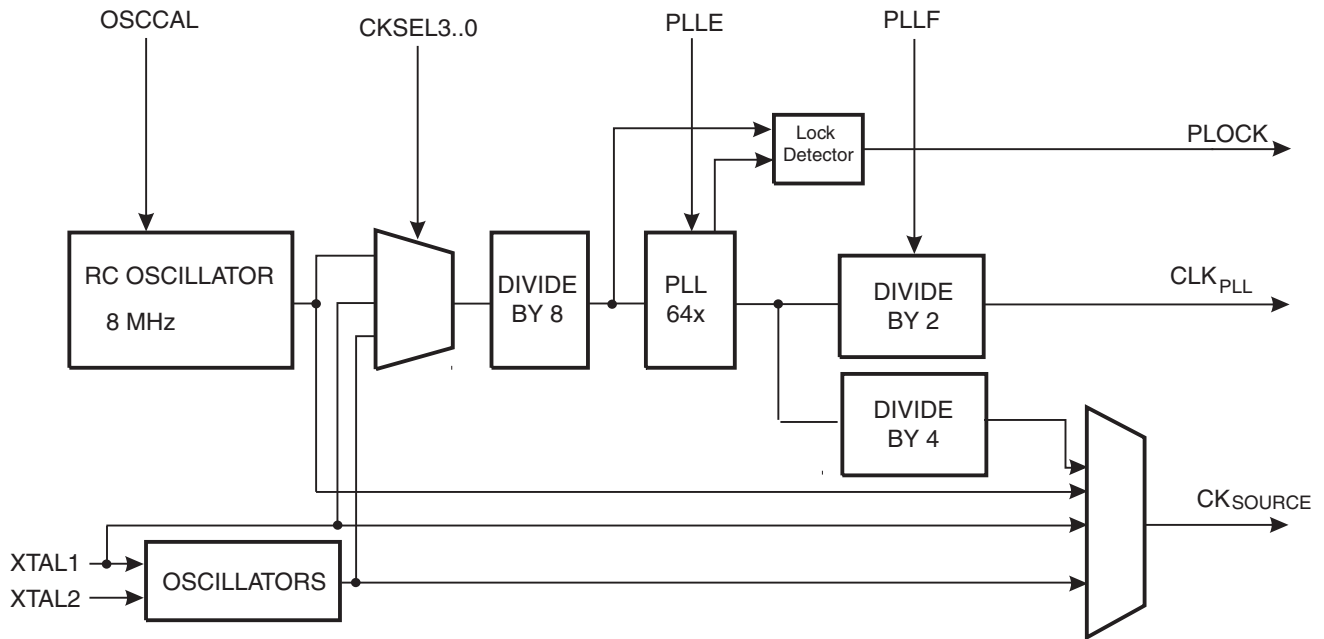 OSCCAL
CKSEL3..0
PLLE
PLLF
Lock
Detector
PLOCK
RC OSCILLATOR
8 MHz
DIVIDE
BY 8
PLL
64x
DIVIDE
BY 2
CLKPLL
DIVIDE
BY 4
CKSOURCE
XTAL1
XTAL2
OSCILLATORS